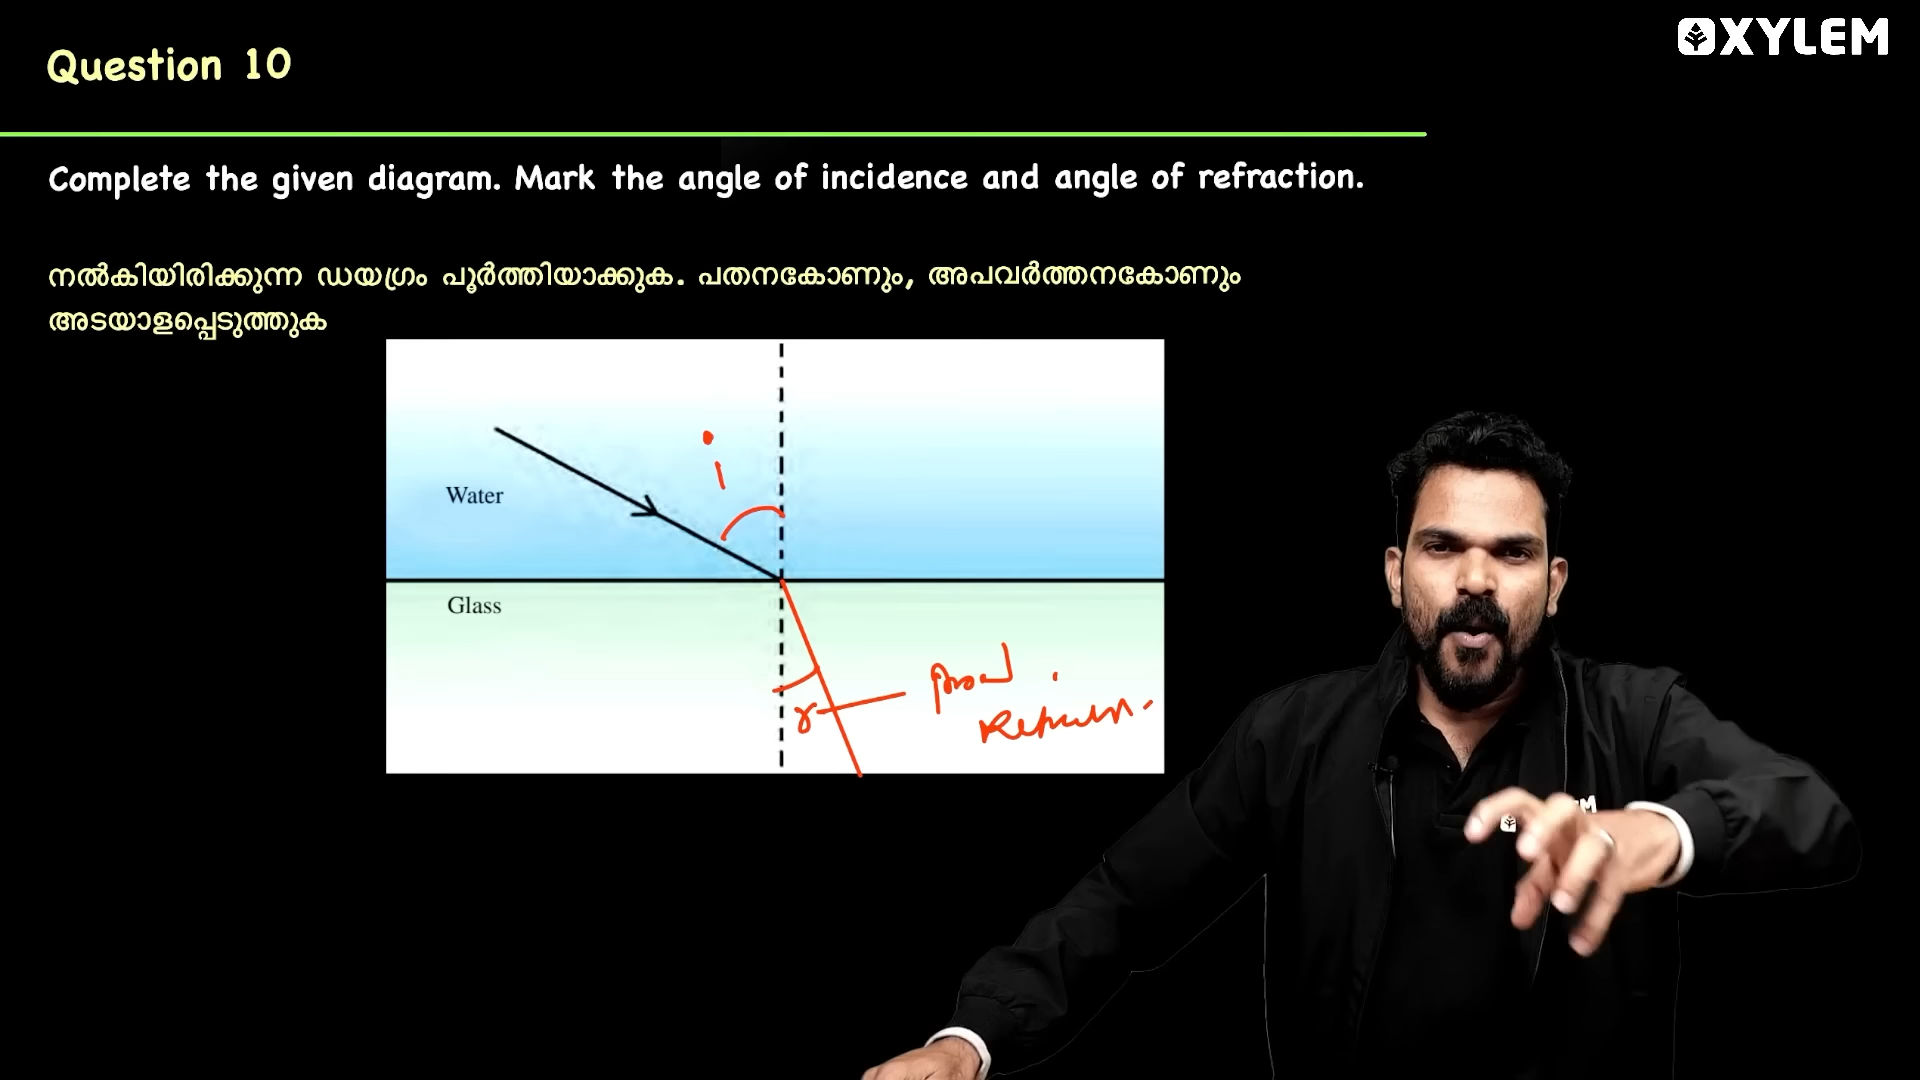 XYLEM
Question 10
Complete the given diagram. Mark the angle of incidence and angle of refraction.
നൽകിയിരിക്കുന്ന ഡയഗ്രം പൂർത്തിയാക്കുക. പതനകോണും, അപവർത്തനകോണും
അടയാളപ്പെടുത്തുക
i
Water
Glass
r